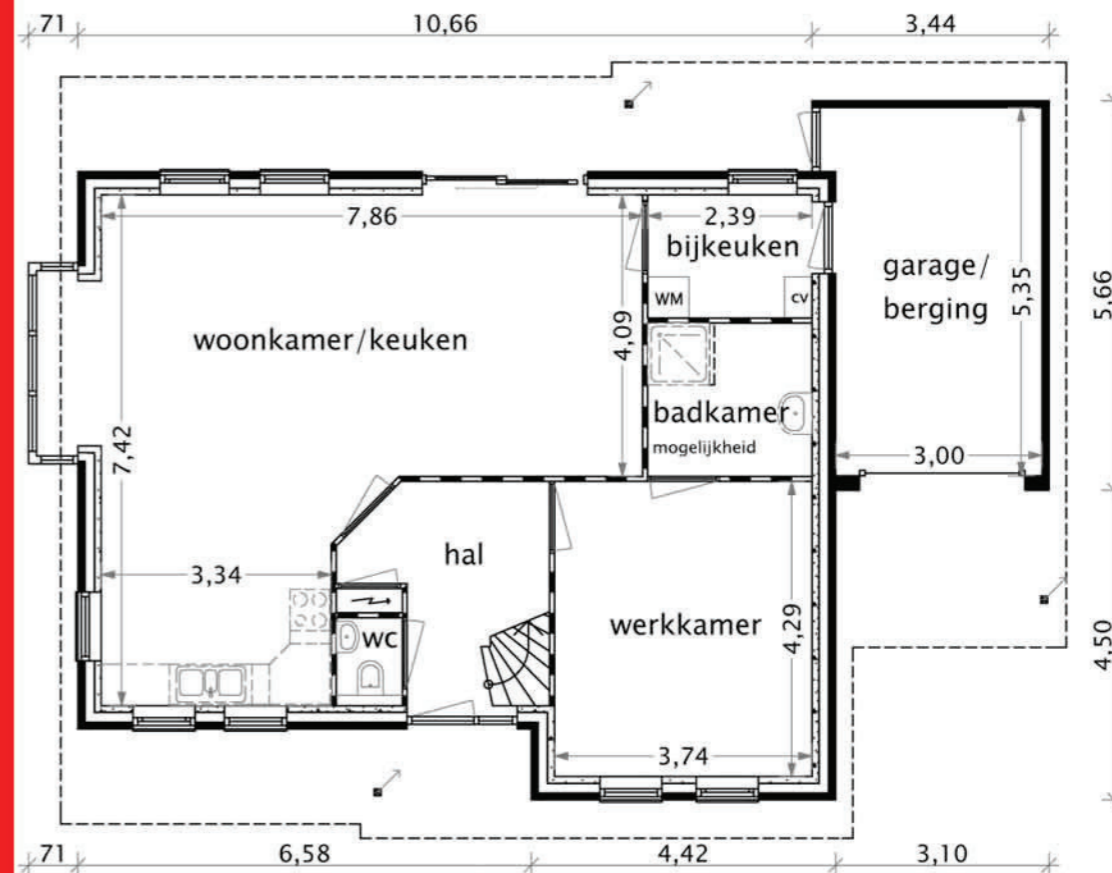 71 10,66 3,44
7,86
2,39
bijkeuken
garage/
berging
WM CV
5,35
5,66
woonkamer/keuken
4,09
badkamer
mogelijkheid
7,42
3,00
hal
3,34
WC
werkkamer
4,29
4,50
3,74
71 6,58 4,42 3,10